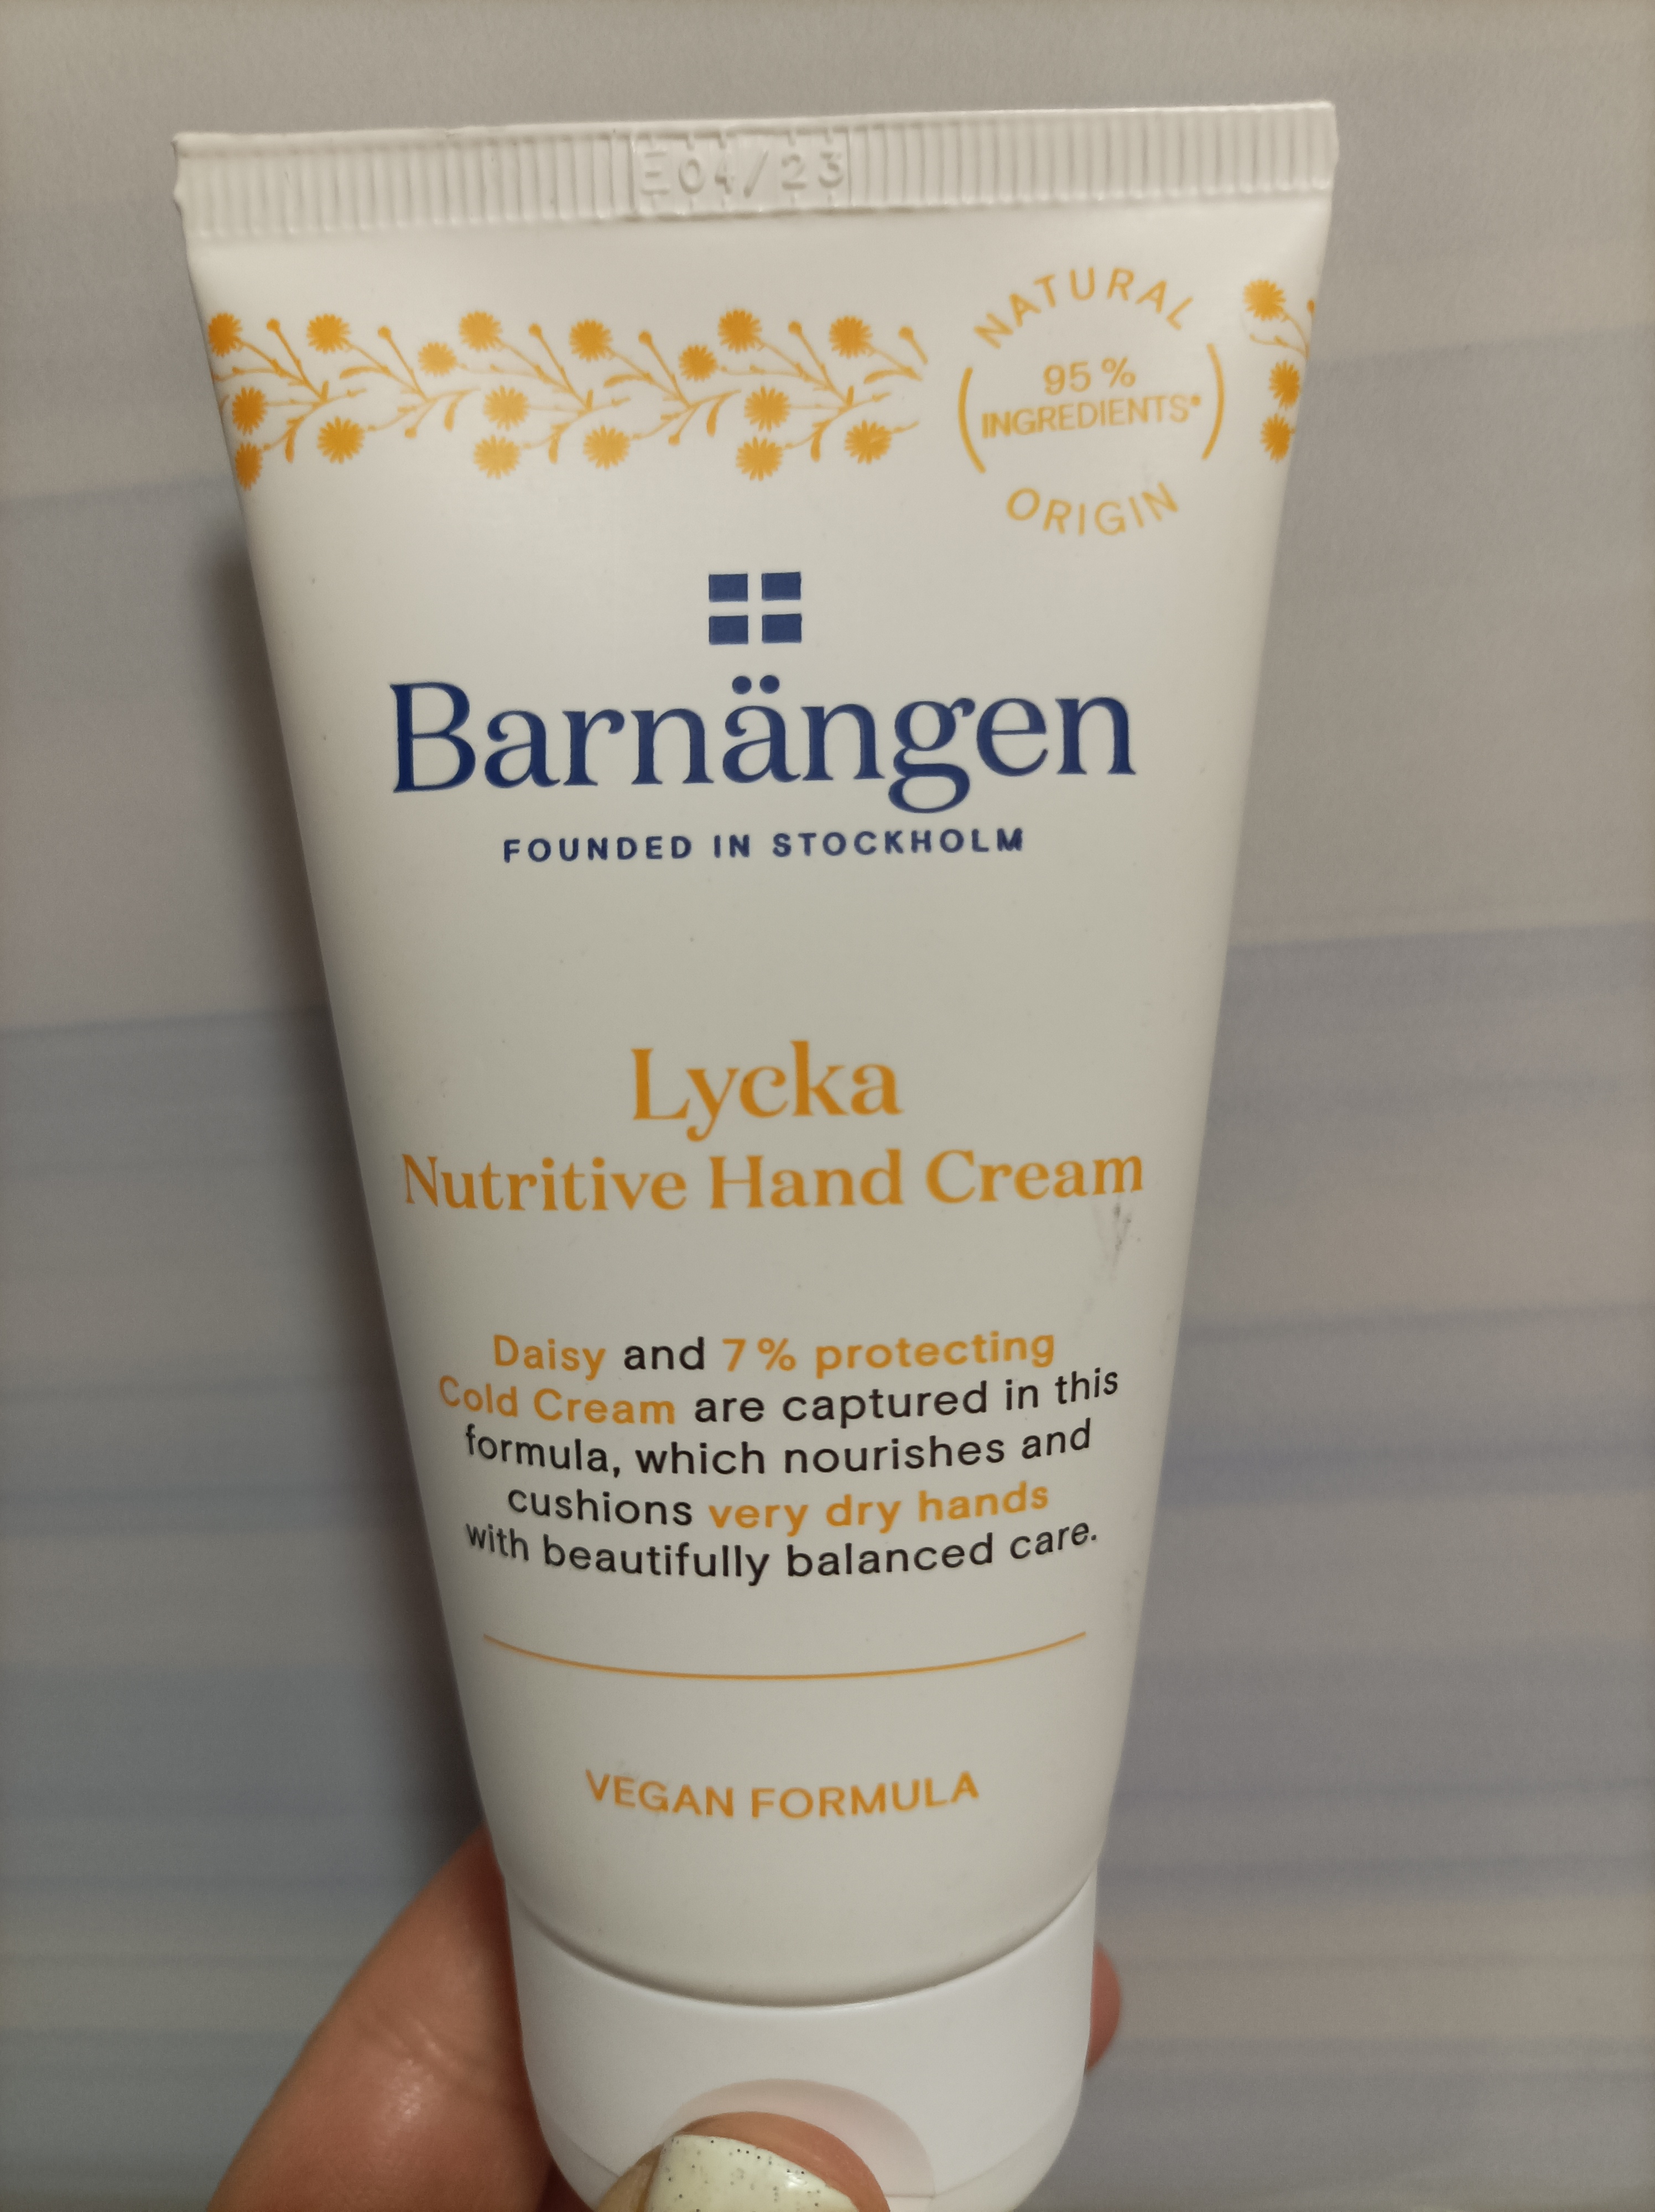 E04/23
NATURAL
95 %
INGREDIENTS*
ORIGIN
Barnängen
FOUNDED IN STOCKHOLM
Lycka
Nutritive Hand Cream
Daisy and 7 % protecting
Cold Cream are captured in this
formula, which nourishes and
cushions very dry hands
with beautifully balanced care.
VEGAN FORMULA